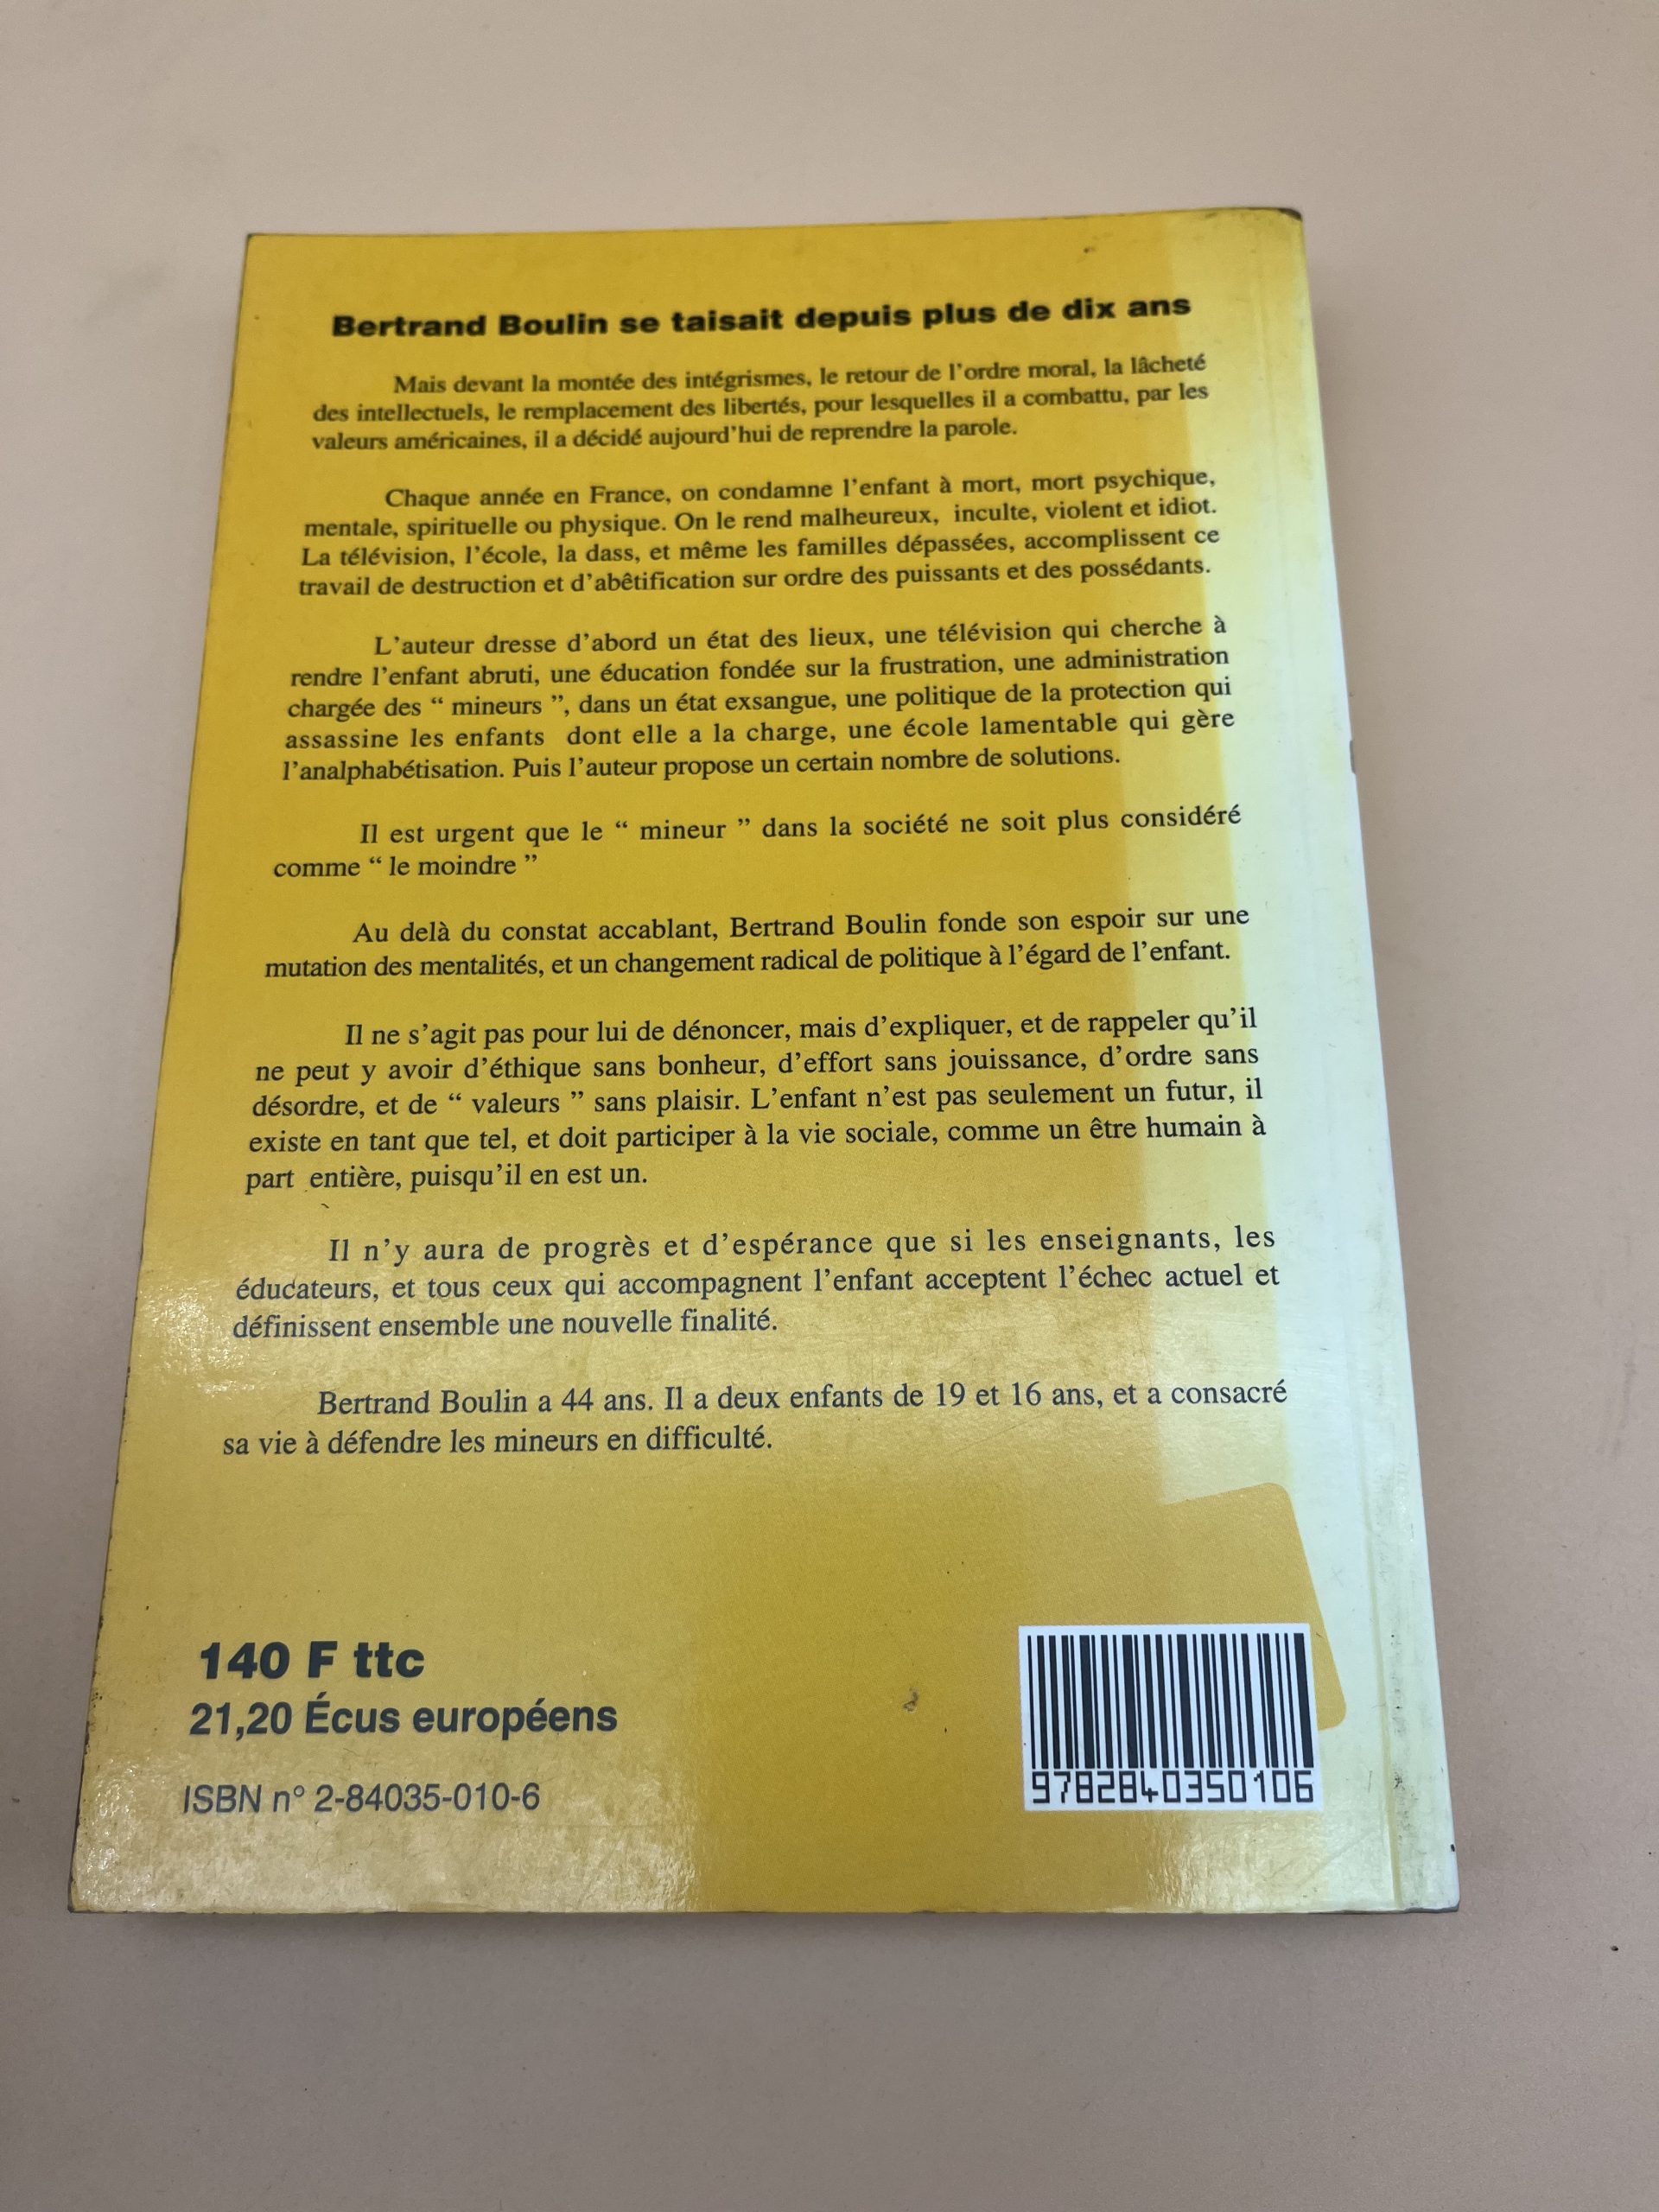 Bertrand Boulin se taisait depuis plus de dix ans
Mais devant la montée des intégrismes, le retour de l'ordre moral, la lâcheté
des intellectuels, le remplacement des libertés, pour lesquelles il a combattu, par les
valeurs américaines, il a décidé aujourd'hui de reprendre la parole.
Chaque année en France, on condamne l'enfant à mort, mort psychique,
mentale, spirituelle ou physique. On le rend malheureux, inculte, violent et idiot.
La télévision, l'école, la dass, et même les familles dépassées, accomplissent ce
travail de destruction et d'abêtification sur ordre des puissants et des possédants.
L'auteur dresse d'abord un état des lieux, une télévision qui cherche à
rendre l'enfant abruti, une éducation fondée sur la frustration, une administration
chargée des “ mineurs ”, dans un état exsangue, une politique de la protection qui
assassine les enfants dont elle a la charge, une école lamentable qui gère
l'analphabétisation. Puis l'auteur propose un certain nombre de solutions.
Il est urgent que le “ mineur ” dans la société ne soit plus considéré
comme “ le moindre ”
Au delà du constat accablant, Bertrand Boulin fonde son espoir sur une
mutation des mentalités, et un changement radical de politique à l'égard de l'enfant.
Il ne s'agit pas pour lui de dénoncer, mais d'expliquer, et de rappeler qu'il
ne peut y avoir d'éthique sans bonheur, d'effort sans jouissance, d'ordre sans
désordre, et de “ valeurs ” sans plaisir. L'enfant n'est pas seulement un futur, il
existe en tant que tel, et doit participer à la vie sociale, comme un être humain à
part entière, puisqu'il en est un.
Il n'y aura de progrès et d'espérance que si les enseignants, les
éducateurs, et tous ceux qui accompagnent l'enfant acceptent l'échec actuel et
définissent ensemble une nouvelle finalité.
Bertrand Boulin a 44 ans. Il a deux enfants de 19 et 16 ans, et a consacré
sa vie à défendre les mineurs en difficulté.
140 F ttc
21,20 Écus européens
ISBN n° 2-84035-010-6
9782840350106